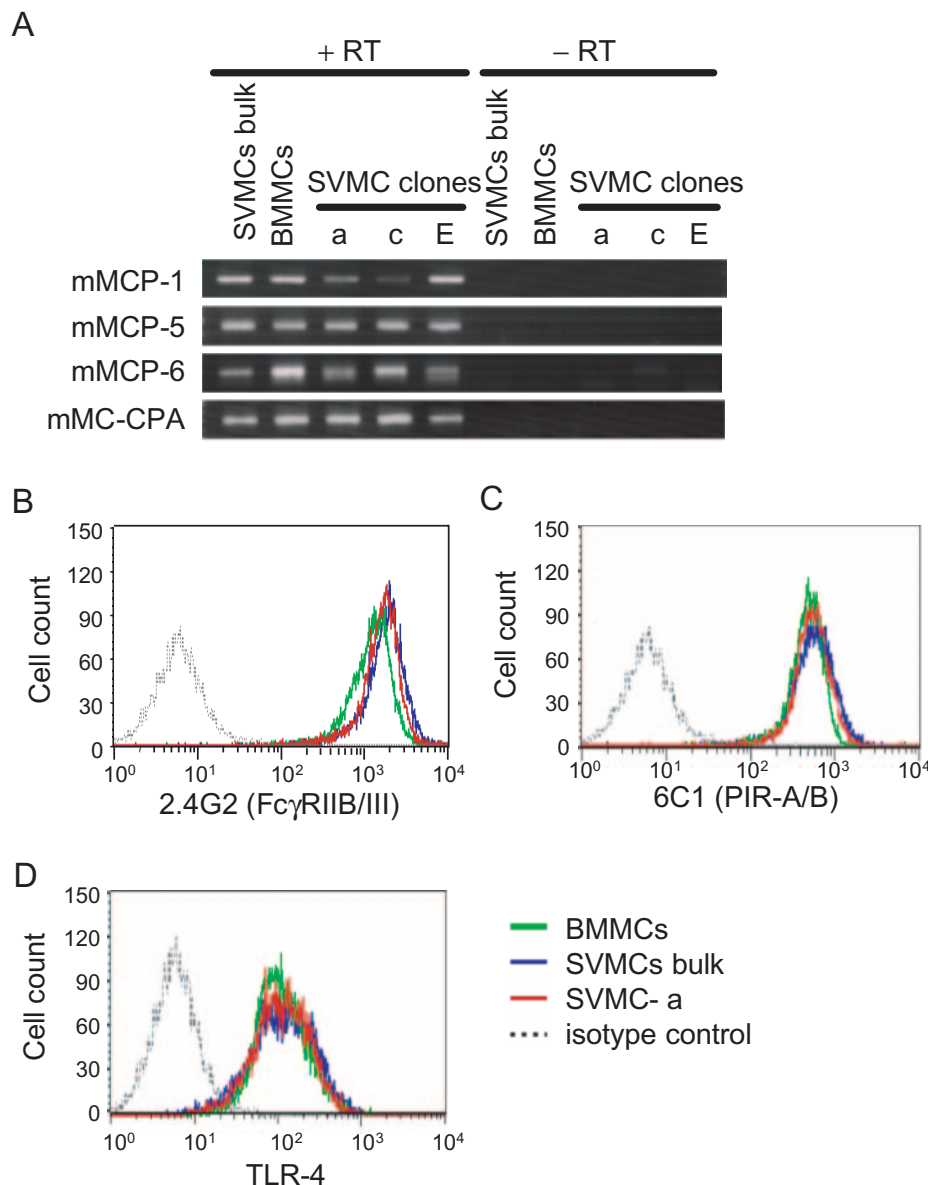 A
+ RT
– RT
SVMCs bulk
BMMCs
SVMC clones
a c E
SVMCs bulk
BMMCs
SVMC clones
a c E
mMCP-1
mMCP-5
mMCP-6
mMC-CPA
B
150
120
90
60
30
0
Cell count
10⁰ 10¹ 10² 10³ 10⁴
2.4G2 (FcγRIIB/III)
C
150
120
90
60
30
0
Cell count
10⁰ 10¹ 10² 10³ 10⁴
6C1 (PIR-A/B)
D
150
120
90
60
30
0
Cell count
10⁰ 10¹ 10² 10³ 10⁴
TLR-4
BMMCs
SVMCs bulk
SVMC- a
isotype control